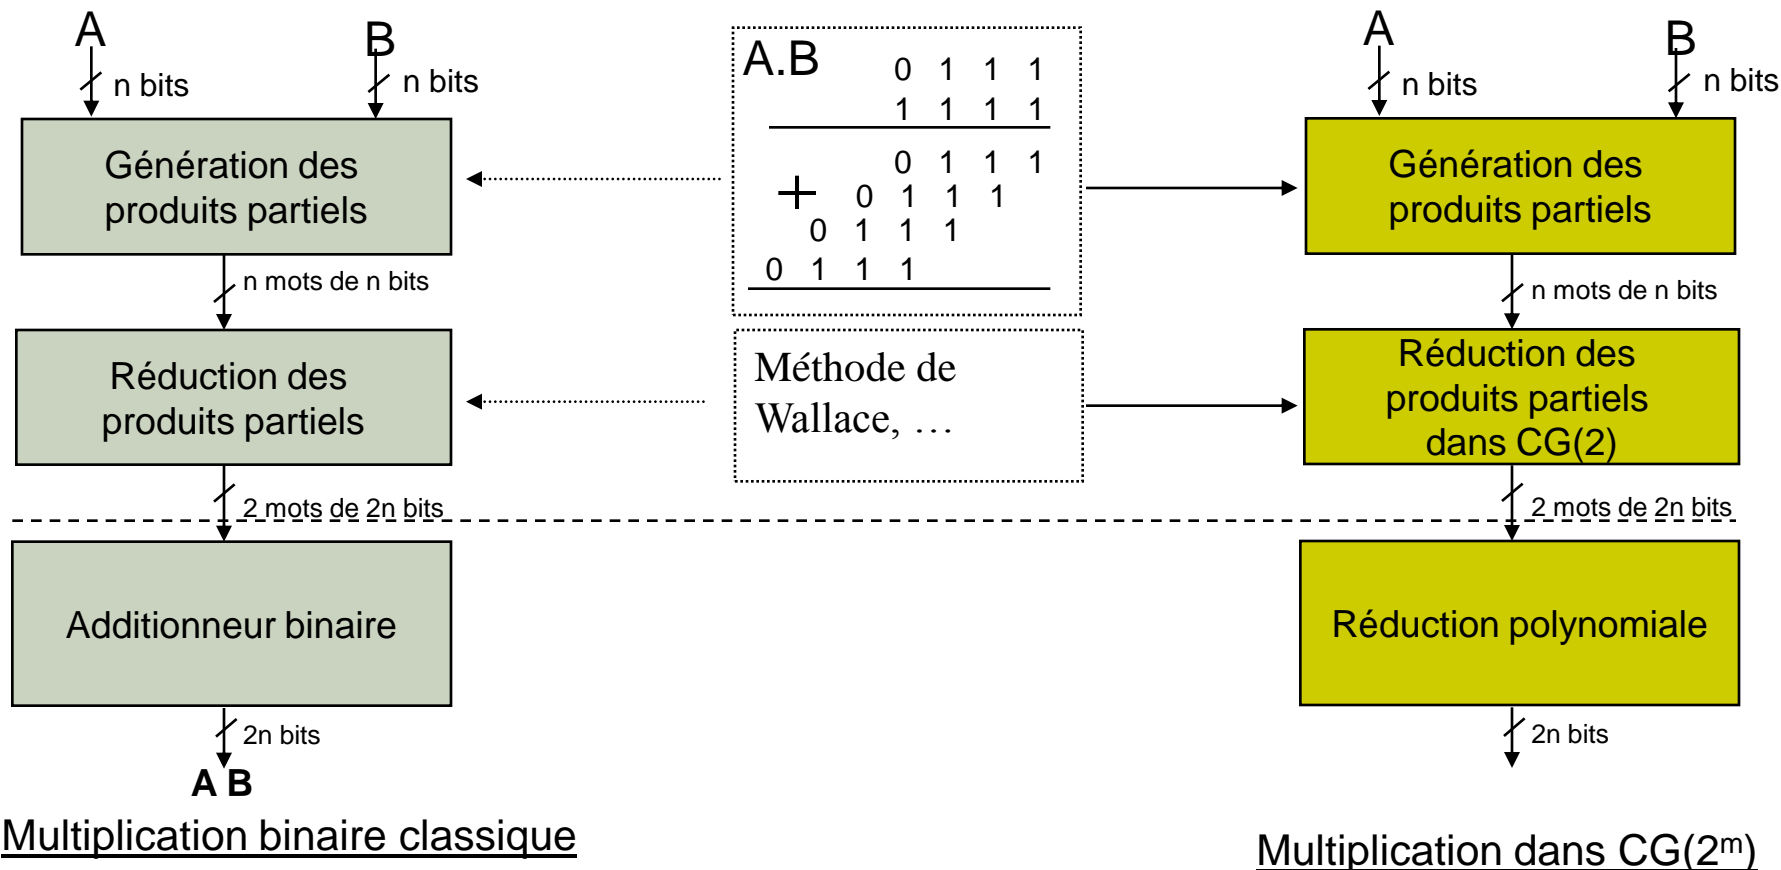 A
n bits
B
n bits
Génération des
produits partiels
n mots de n bits
Réduction des
produits partiels
2 mots de 2n bits
Additionneur binaire
2n bits
A B
Multiplication binaire classique
A.B
0 1 1 1
1 1 1 1
0 1 1 1
+ 0 1 1 1
0 1 1 1
0 1 1 1
Méthode de
Wallace, …
A
n bits
B
n bits
Génération des
produits partiels
n mots de n bits
Réduction des
produits partiels
dans CG(2)
2 mots de 2n bits
Réduction polynomiale
2n bits
Multiplication dans CG(2ᵐ)